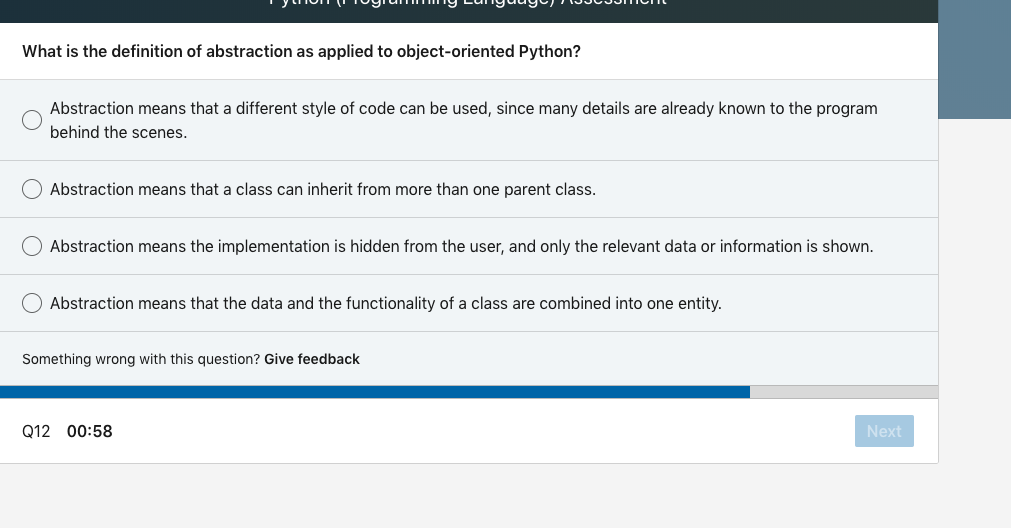 Python (Programming Language) Assessment
What is the definition of abstraction as applied to object-oriented Python?
Abstraction means that a different style of code can be used, since many details are already known to the program
behind the scenes.
Abstraction means that a class can inherit from more than one parent class.
Abstraction means the implementation is hidden from the user, and only the relevant data or information is shown.
Abstraction means that the data and the functionality of a class are combined into one entity.
Something wrong with this question? Give feedback
Q12 00:58
Next